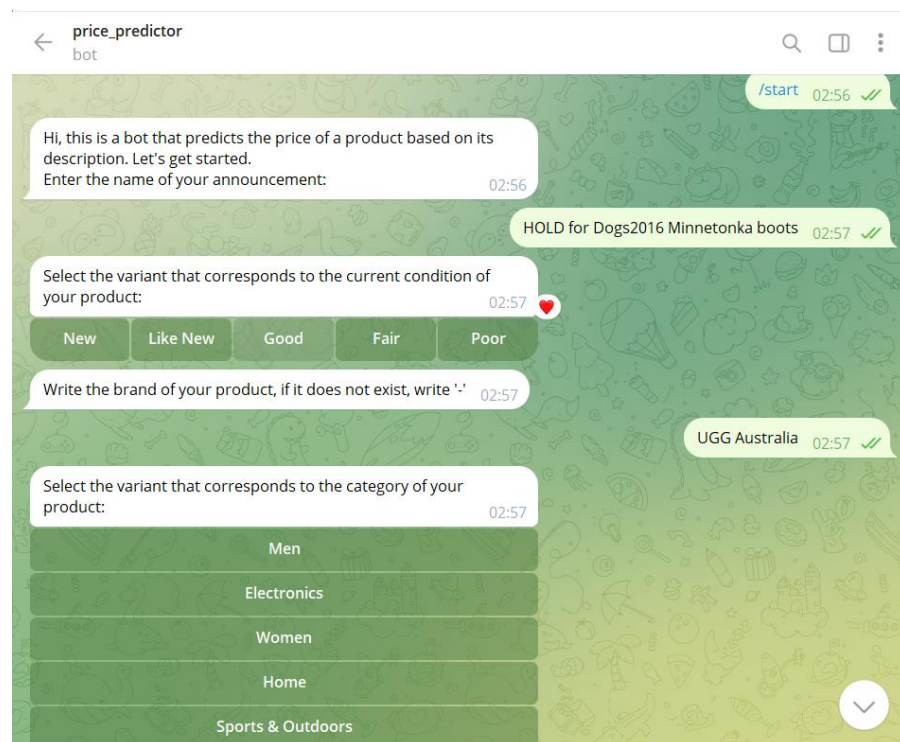 price_predictor
bot
/start 02:56
Hi, this is a bot that predicts the price of a product based on its
description. Let's get started.
Enter the name of your announcement:
02:56
HOLD for Dogs2016 Minnetonka boots 02:57
Select the variant that corresponds to the current condition of
your product:
02:57
New Like New Good Fair Poor
Write the brand of your product, if it does not exist, write '-' 02:57
UGG Australia 02:57
Select the variant that corresponds to the category of your
product:
02:57
Men
Electronics
Women
Home
Sports & Outdoors